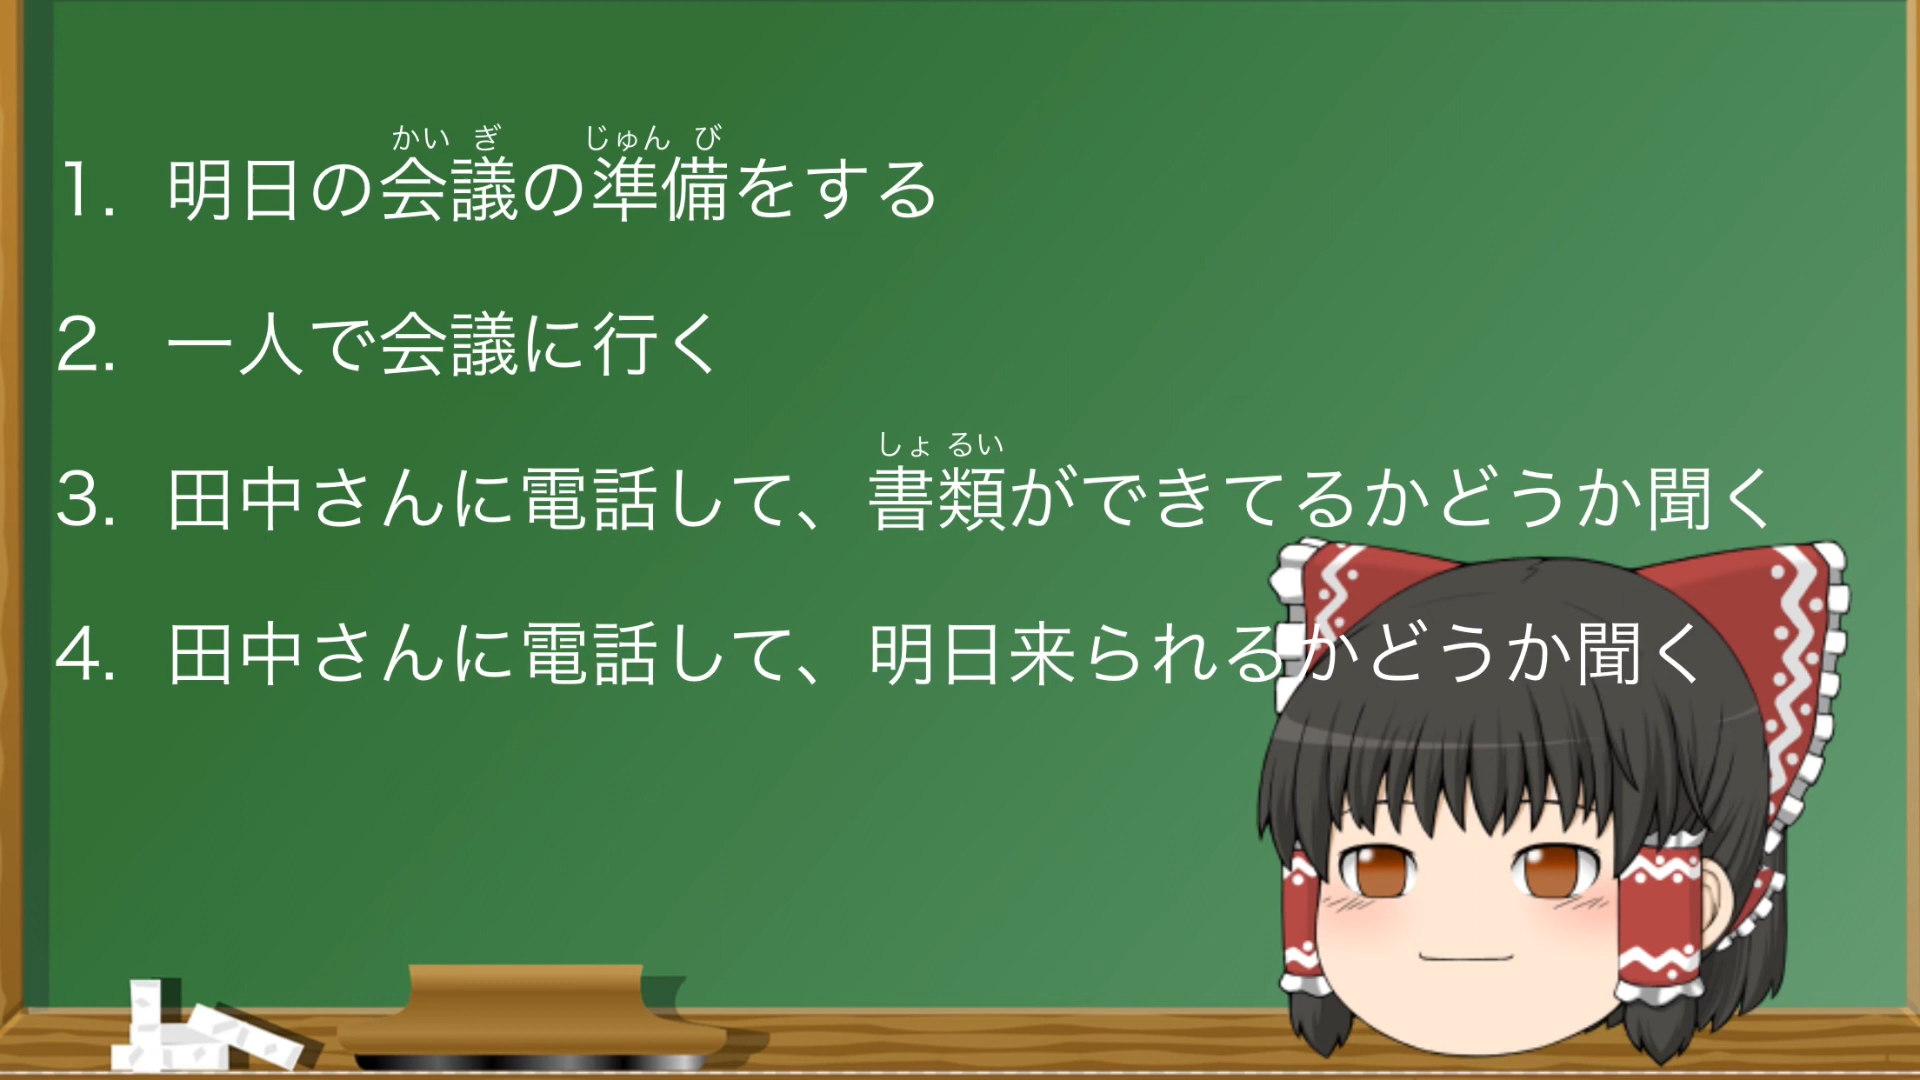 かいぎ じゅんび
1. 明日の会議の準備をする
2. 一人で会議に行く
しょるい
3. 田中さんに電話して、書類ができてるかどうか聞く
4. 田中さんに電話して、明日来られるかどうか聞く